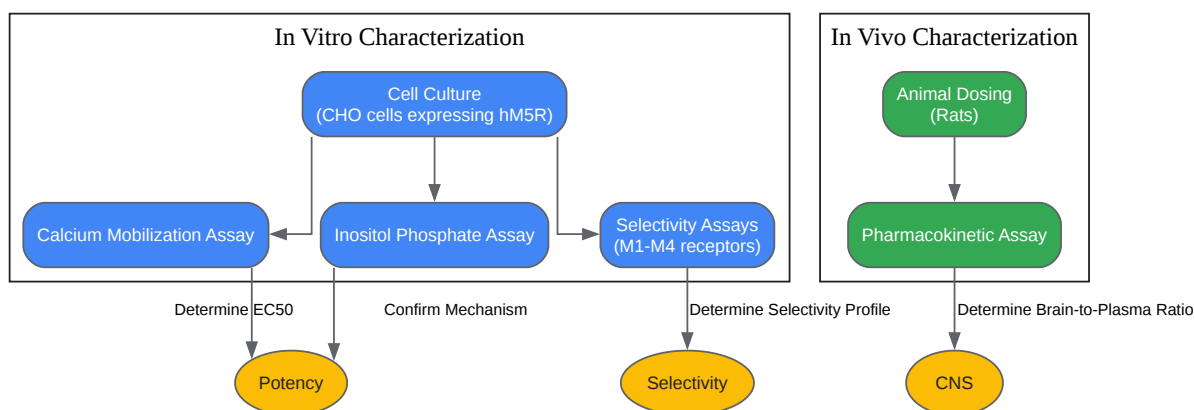 In Vitro Characterization
In Vivo Characterization
Cell Culture
(CHO cells expressing hM5R)
Animal Dosing
(Rats)
Calcium Mobilization Assay
Inositol Phosphate Assay
Selectivity Assays
(M1-M4 receptors)
Pharmacokinetic Assay
Determine EC50
Confirm Mechanism
Determine Selectivity Profile
Determine Brain-to-Plasma Ratio
Potency
Selectivity
CNS